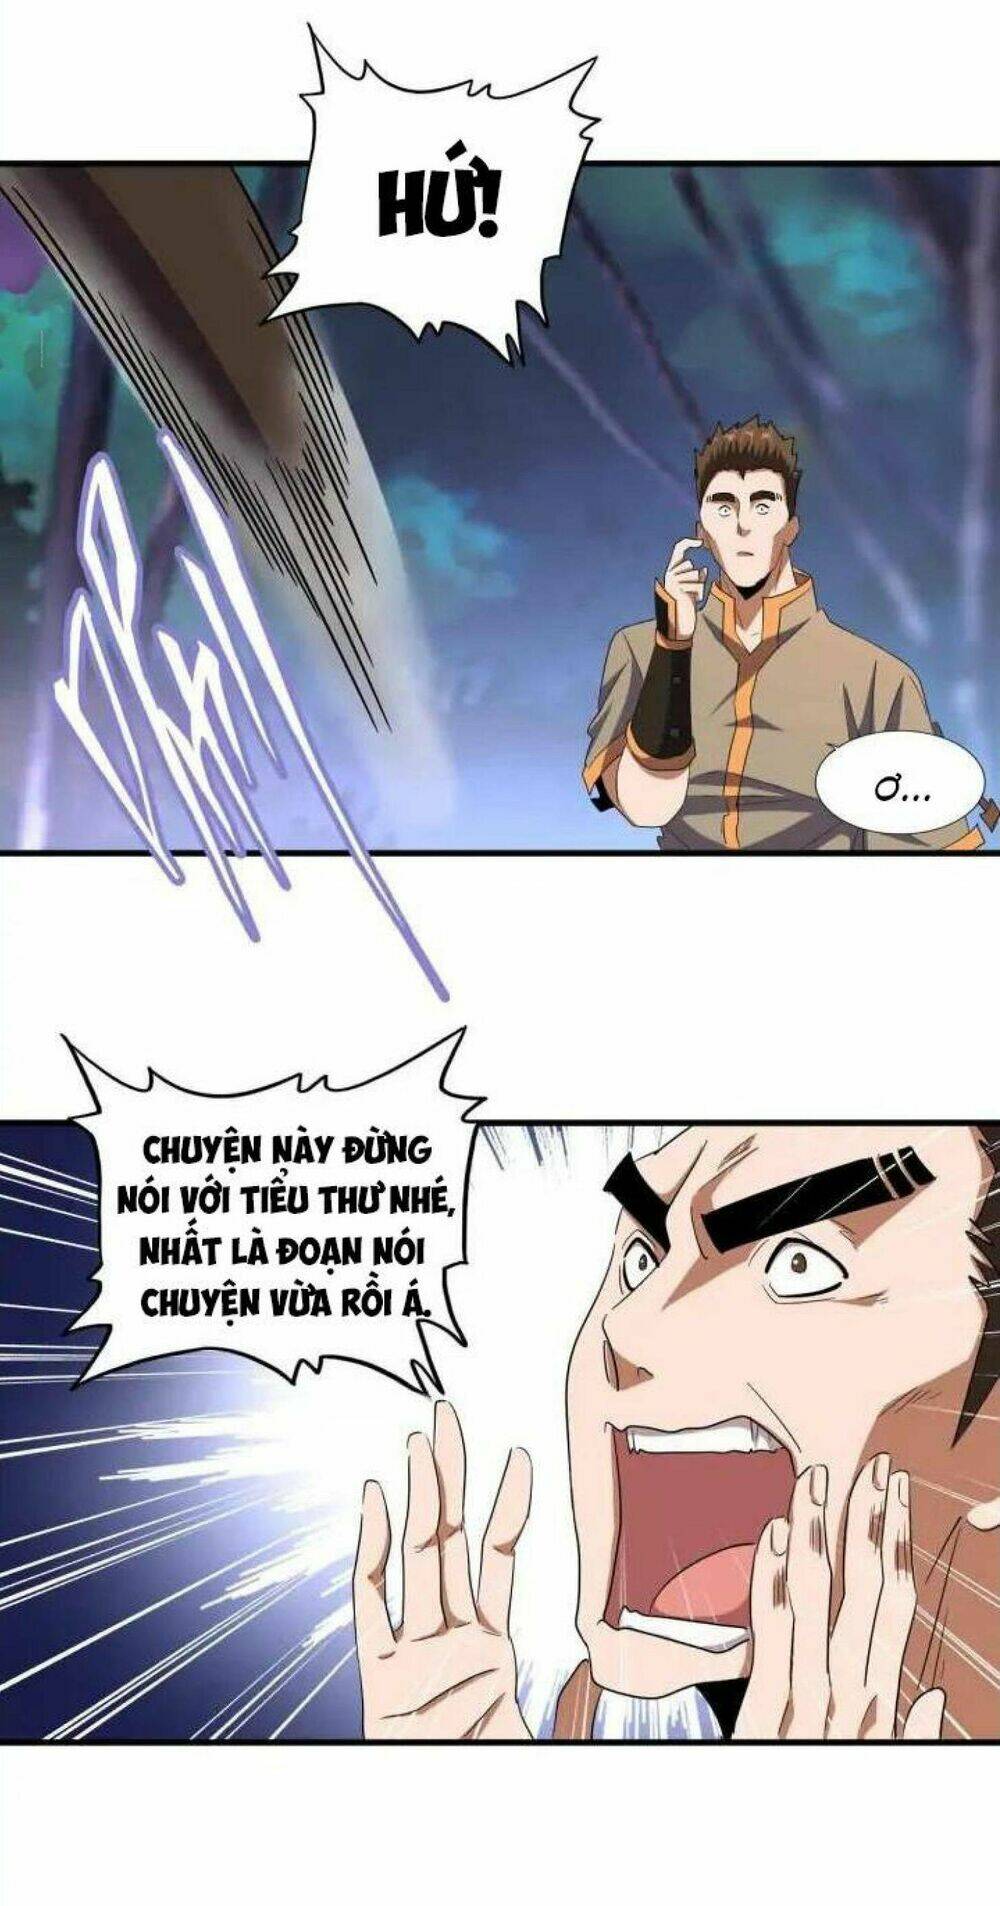 HỨ!
Ơ...
CHUYỆN NÀY ĐỪNG
NÓI VỚI TIỂU THƯ NHÉ,
NHẤT LÀ ĐOẠN NÓI
CHUYỆN VỪA RỒI Á.